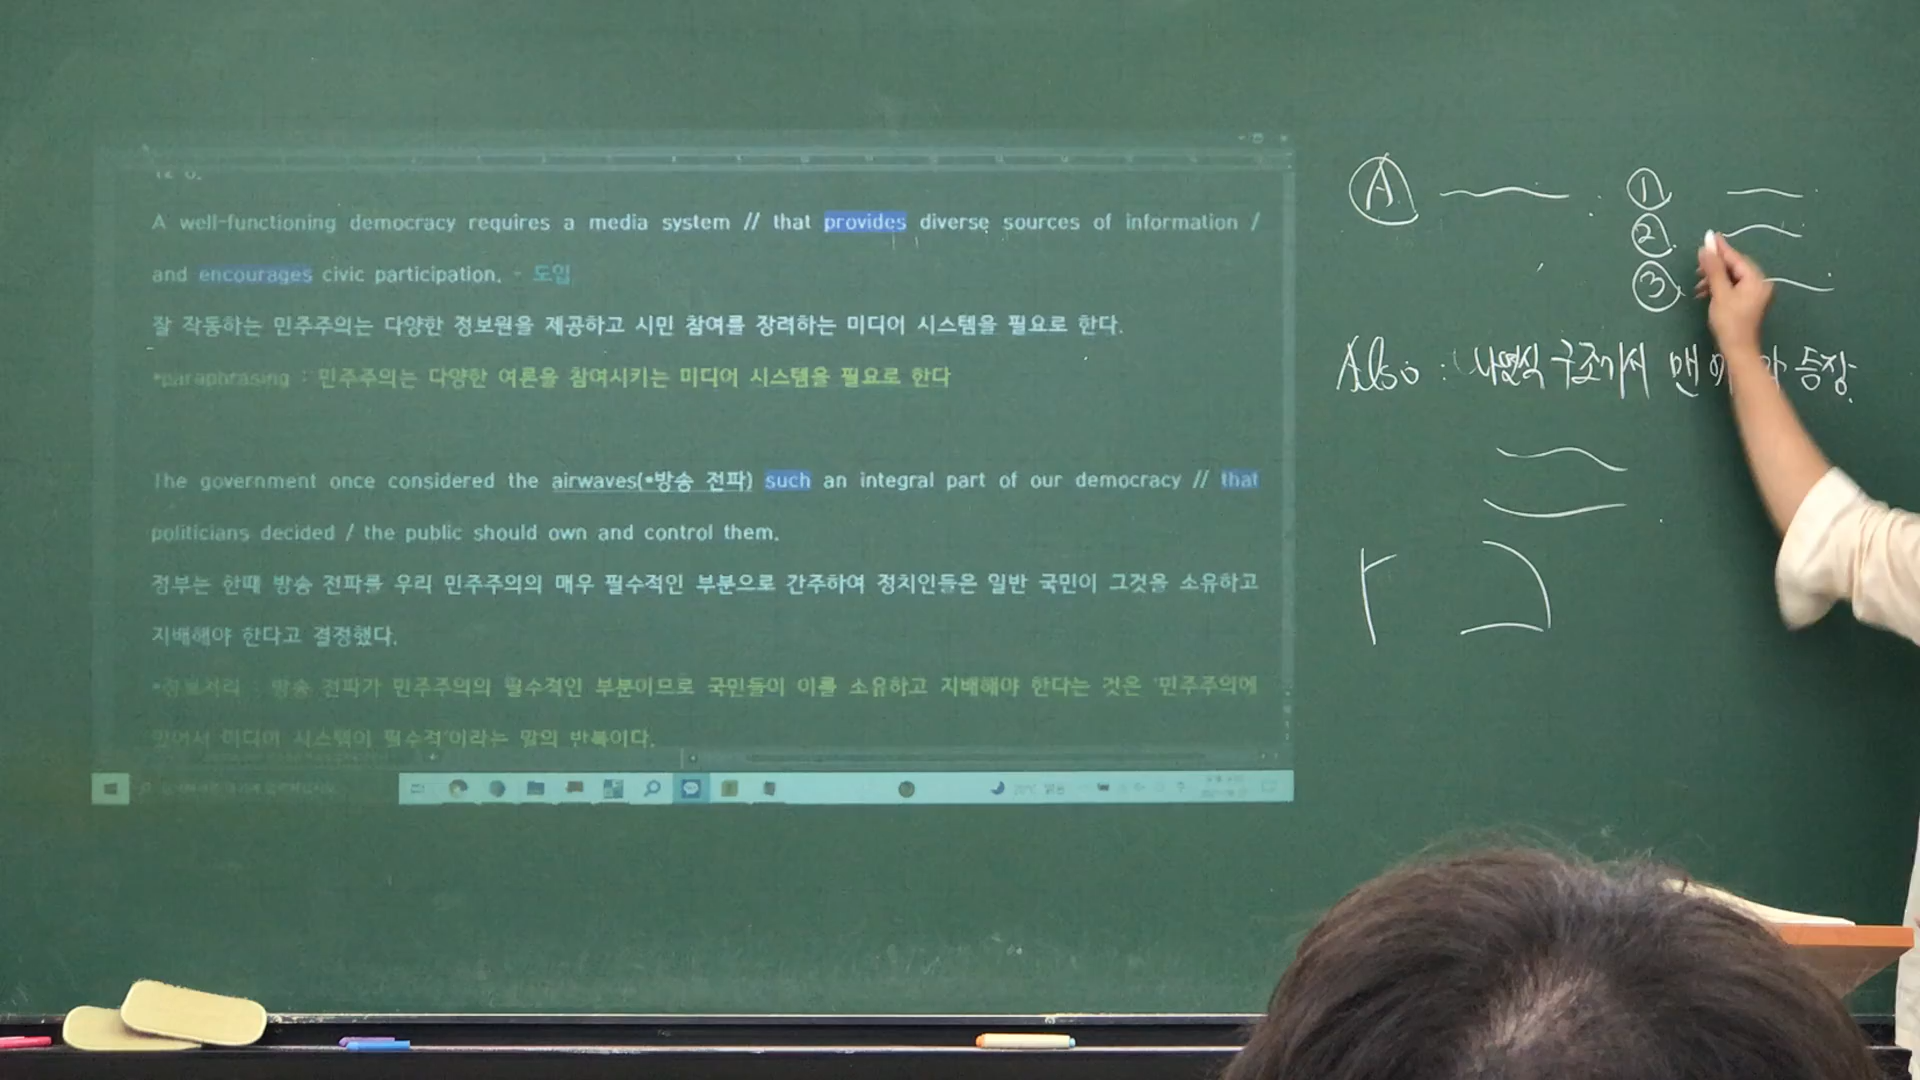 A well-functioning democracy requires a media system // that provides diverse sources of information /
and encourages civic participation. - 도입
잘 작동하는 민주주의는 다양한 정보원을 제공하고 시민 참여를 장려하는 미디어 시스템을 필요로 한다.
*paraphrasing : 민주주의는 다양한 여론을 참여시키는 미디어 시스템을 필요로 한다
The government once considered the airwaves(*방송 전파) such an integral part of our democracy // that
politicians decided / the public should own and control them.
정부는 한때 방송 전파를 우리 민주주의의 매우 필수적인 부분으로 간주하여 정치인들은 일반 국민이 그것을 소유하고
지배해야 한다고 결정했다.
*정보처리 : 방송 전파가 민주주의의 필수적인 부분이므로 국민들이 이를 소유하고 지배해야 한다는 것은 '민주주의에
있어서 미디어 시스템이 필수적'이라는 말의 반복이다.
Ⓐ
①
②
③
Also : 나열식 구조에서 맨 등장.